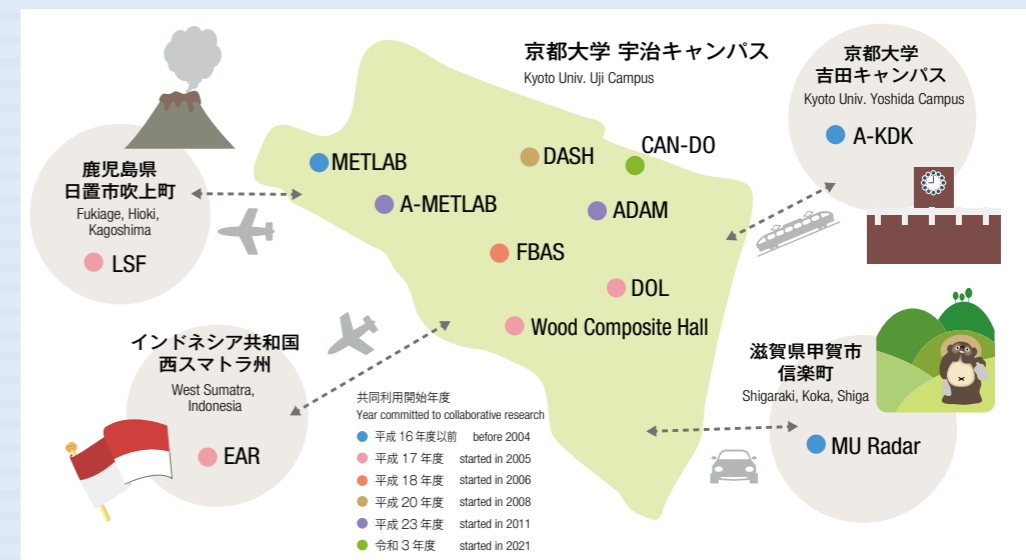 京都大学 宇治キャンパス
Kyoto Univ. Uji Campus
METLAB
A-METLAB
DASH
CAN-DO
ADAM
FBAS
DOL
Wood Composite Hall
京都大学
吉田キャンパス
Kyoto Univ. Yoshida Campus
A-KDK
鹿児島県
日置市吹上町
Fukiage, Hioki,
Kagoshima
LSF
インドネシア共和国
西スマトラ州
West Sumatra,
Indonesia
EAR
滋賀県甲賀市
信楽町
Shigaraki, Koka, Shiga
MU Radar
共同利用開始年度
Year committed to collaborative research
平成 16 年度以前 before 2004
平成 17 年度 started in 2005
平成 18 年度 started in 2006
平成 20 年度 started in 2008
平成 23 年度 started in 2011
令和 3 年度 started in 2021